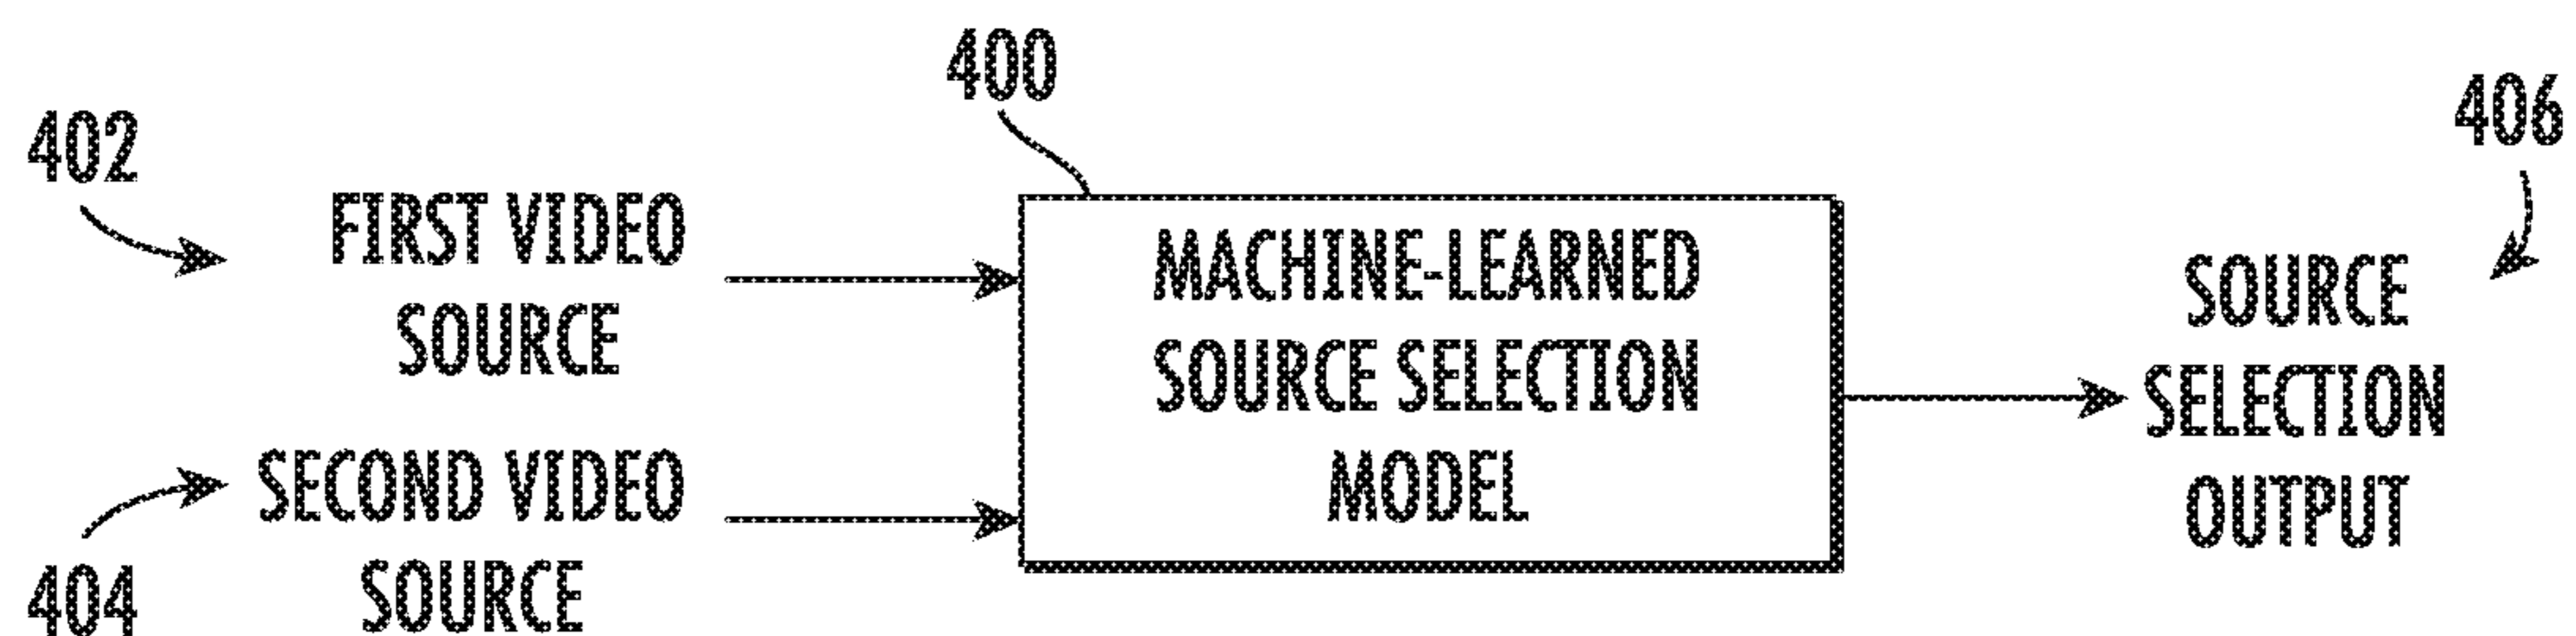 400
406
402
FIRST VIDEO
SOURCE
MACHINE-LEARNED
SOURCE SELECTION
MODEL
SOURCE
SELECTION
OUTPUT
SECOND VIDEO
SOURCE
404